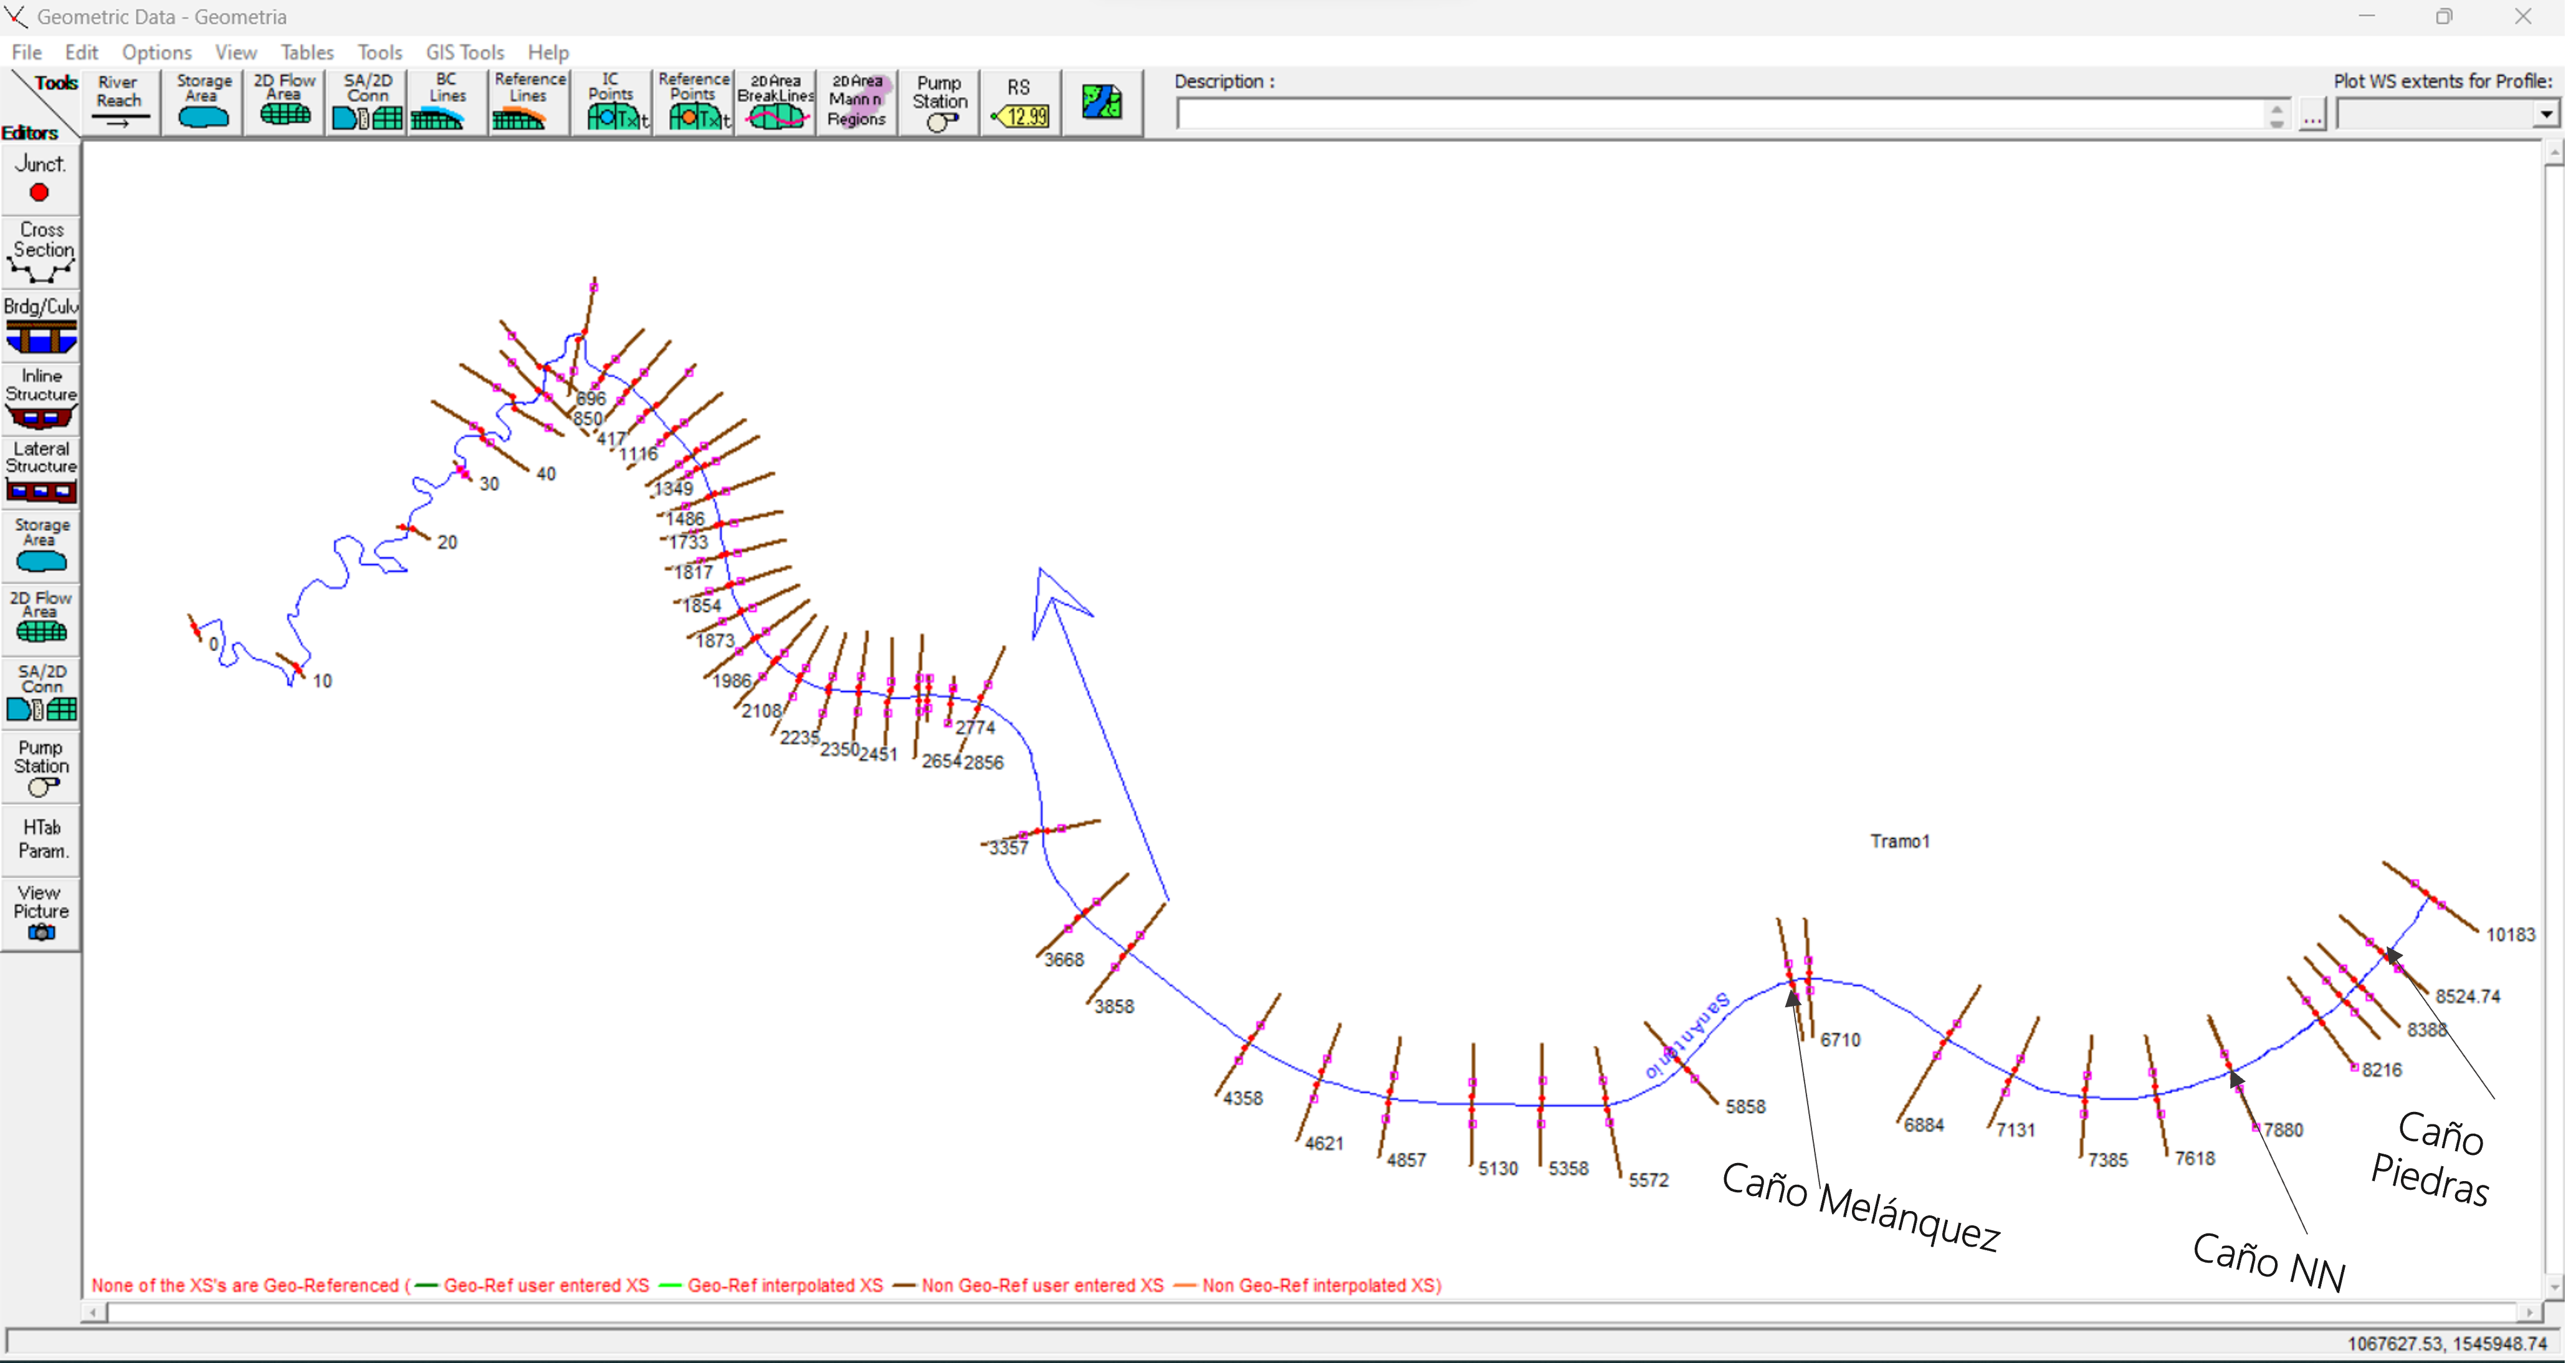 Geometric Data - Geometria
File Edit Options View Tables Tools GIS Tools Help
Tools
Editors
River Reach
Storage Area
2D Flow Area
SA/2D Conn
BC Lines
Reference Lines
IC Points
Reference Points
2D Area BreakLines
2D Area Mann n Regions
Pump Station
RS
12.99
Description :
...
Plot WS extents for Profile:
Junct.
Cross Section
Brdg/Culv
Inline Structure
Lateral Structure
Storage Area
2D Flow Area
SA/2D Conn
Pump Station
HTab Param.
View Picture
696
850
417
1116
40
30
1349
1486
20
1733
1817
1854
1873
0
10
1986
2108
2235
2350
2451
2654
2774
2856
3357
3668
3858
4358
4621
4857
5130
5358
5572
5858
SanAntonio
Tramo1
6710
6884
7131
7385
7618
7880
8216
8388
8524.74
10183
Caño Melánquez
Caño NN
Caño
Piedras
None of the XS's are Geo-Referenced ( Geo-Ref user entered XS Geo-Ref interpolated XS Non Geo-Ref user entered XS Non Geo-Ref interpolated XS)
1067627.53, 1545948.74